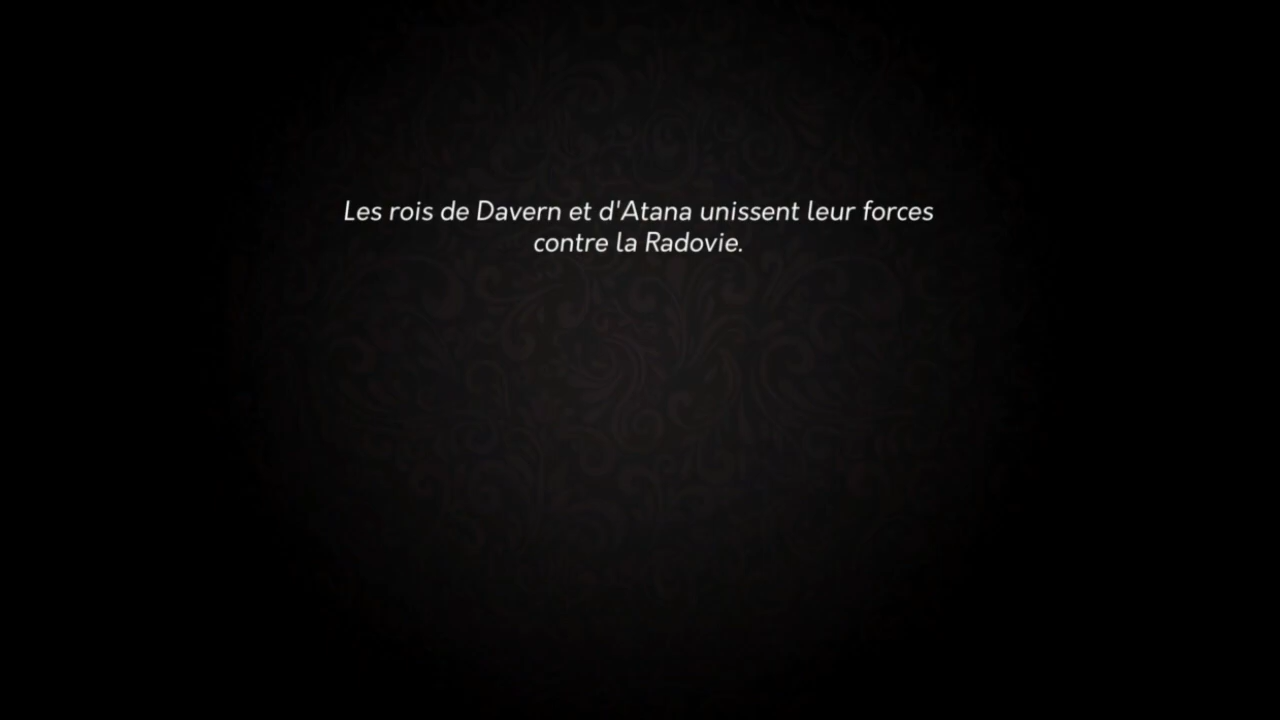 Les rois de Davern et d'Atana unissent leur forces
contre la Radovie.